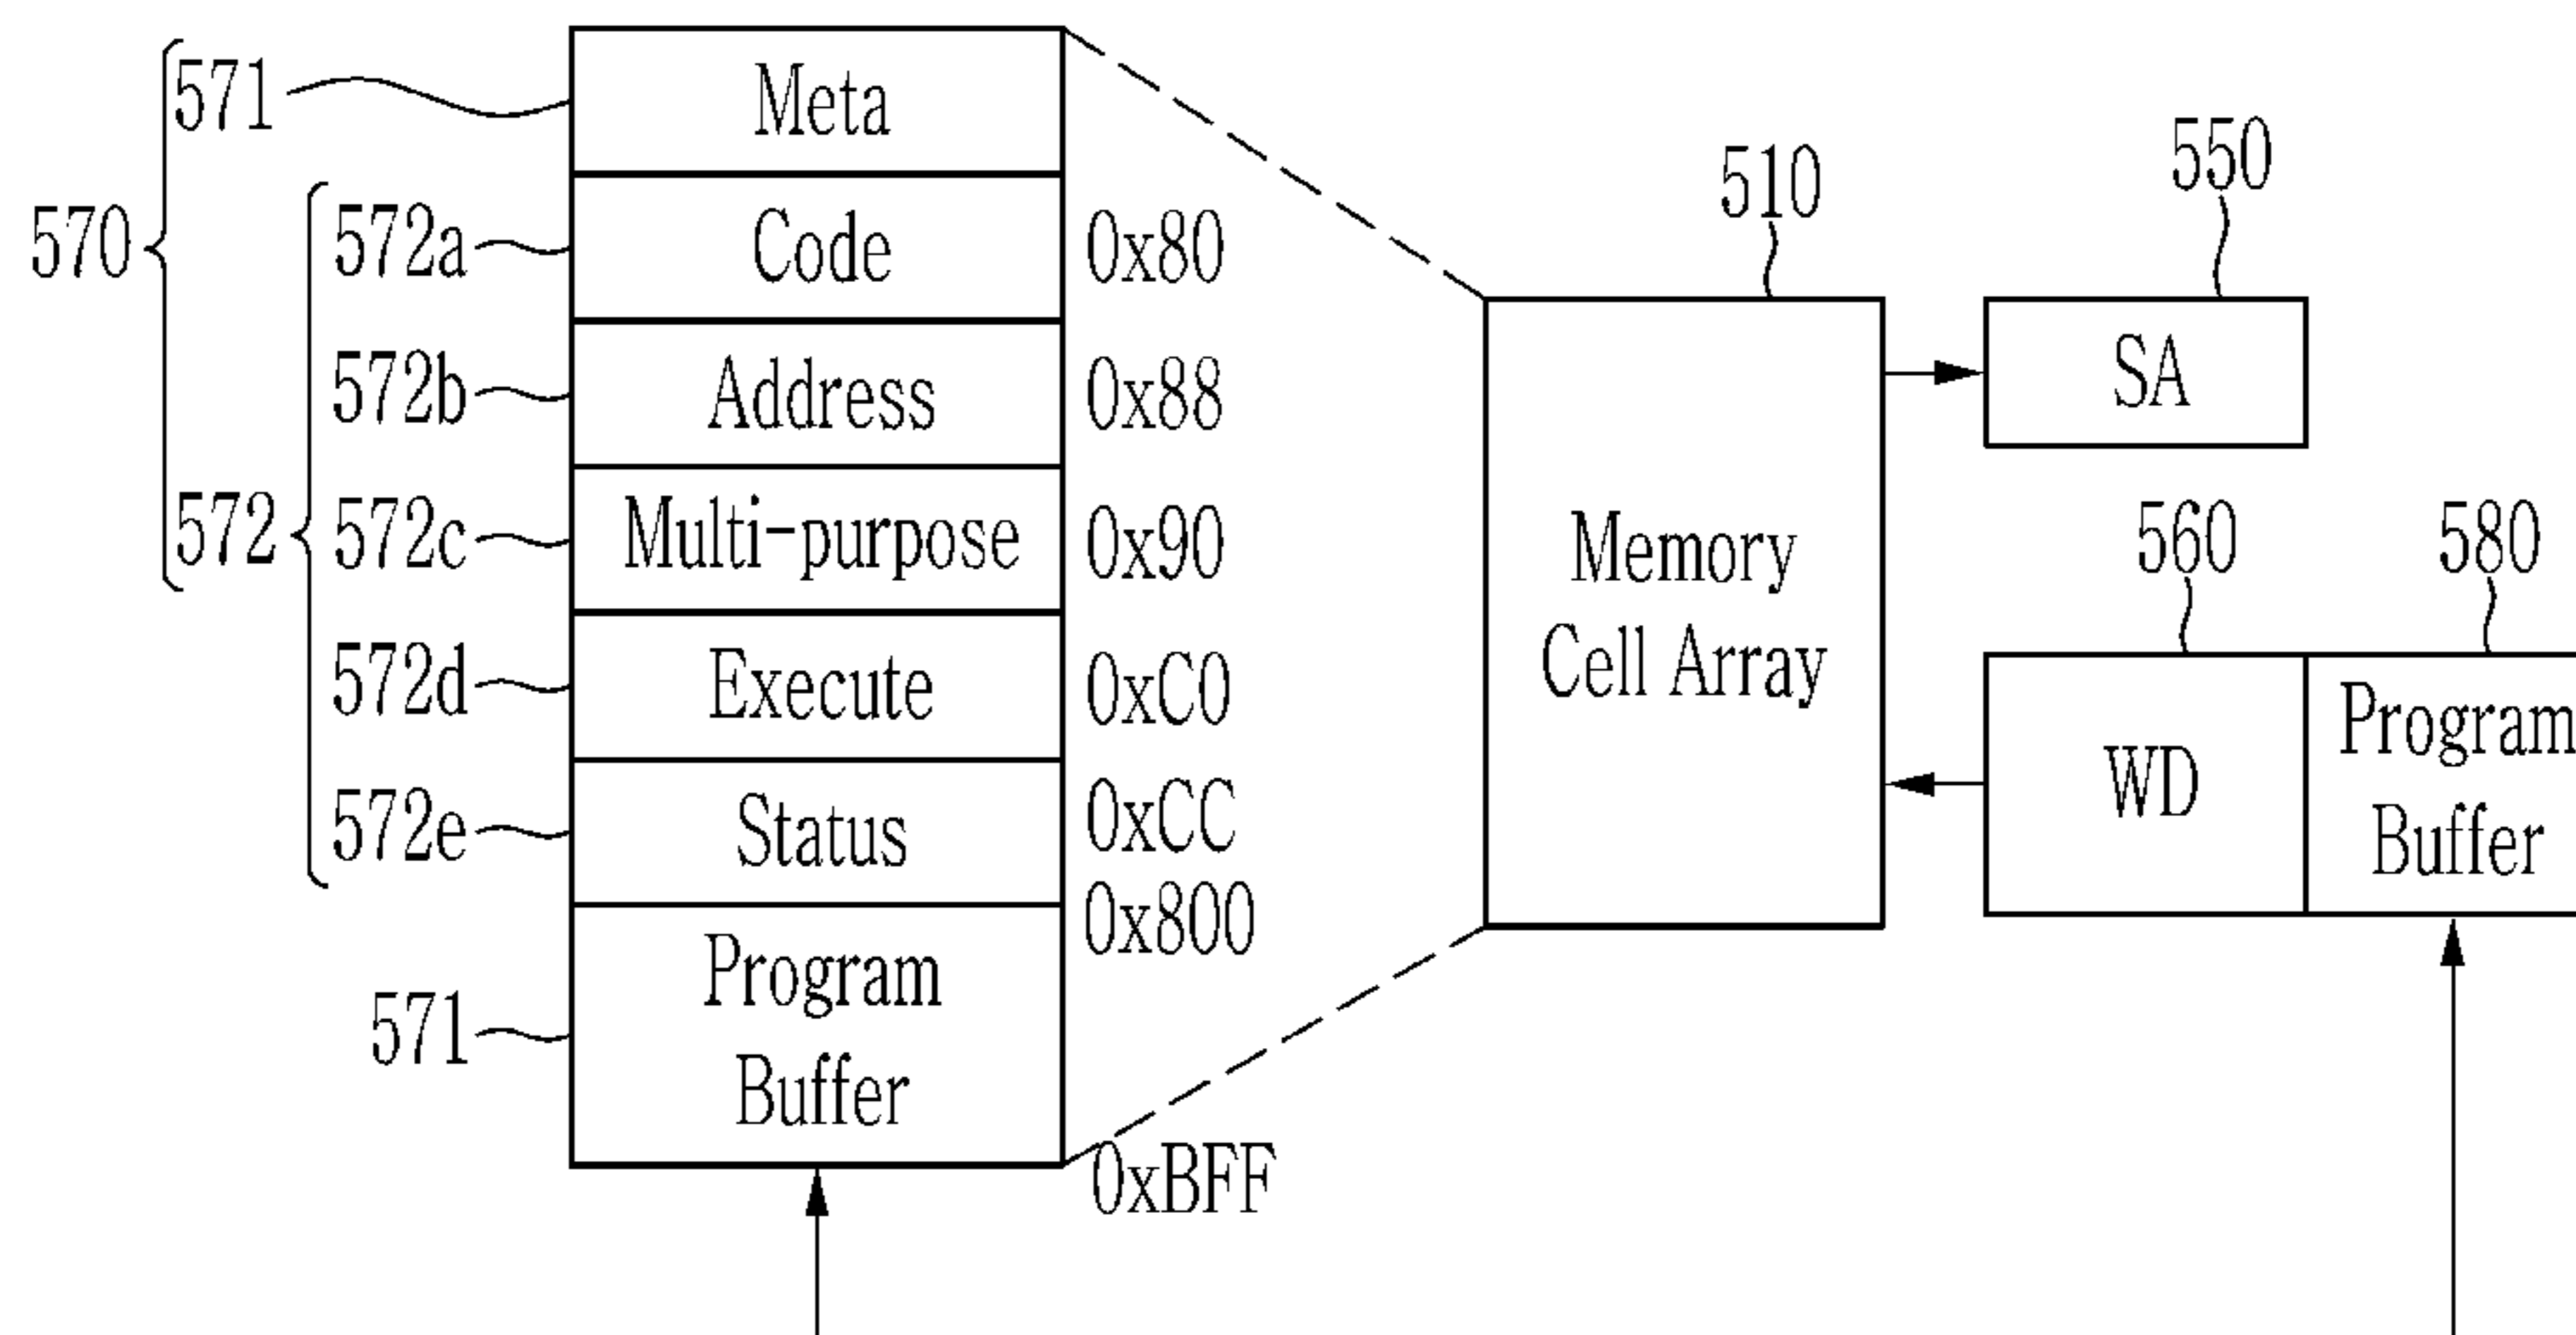 570
571
Meta
572
572a
Code
0x80
572b
Address
0x88
572c
Multi-purpose
0x90
572d
Execute
0xC0
572e
Status
0xCC
0x800
571
Program
Buffer
0xBFF
510
Memory
Cell Array
550
SA
560
WD
580
Program
Buffer